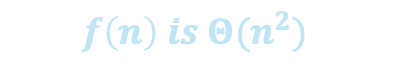 f(n) is Θ(n²)